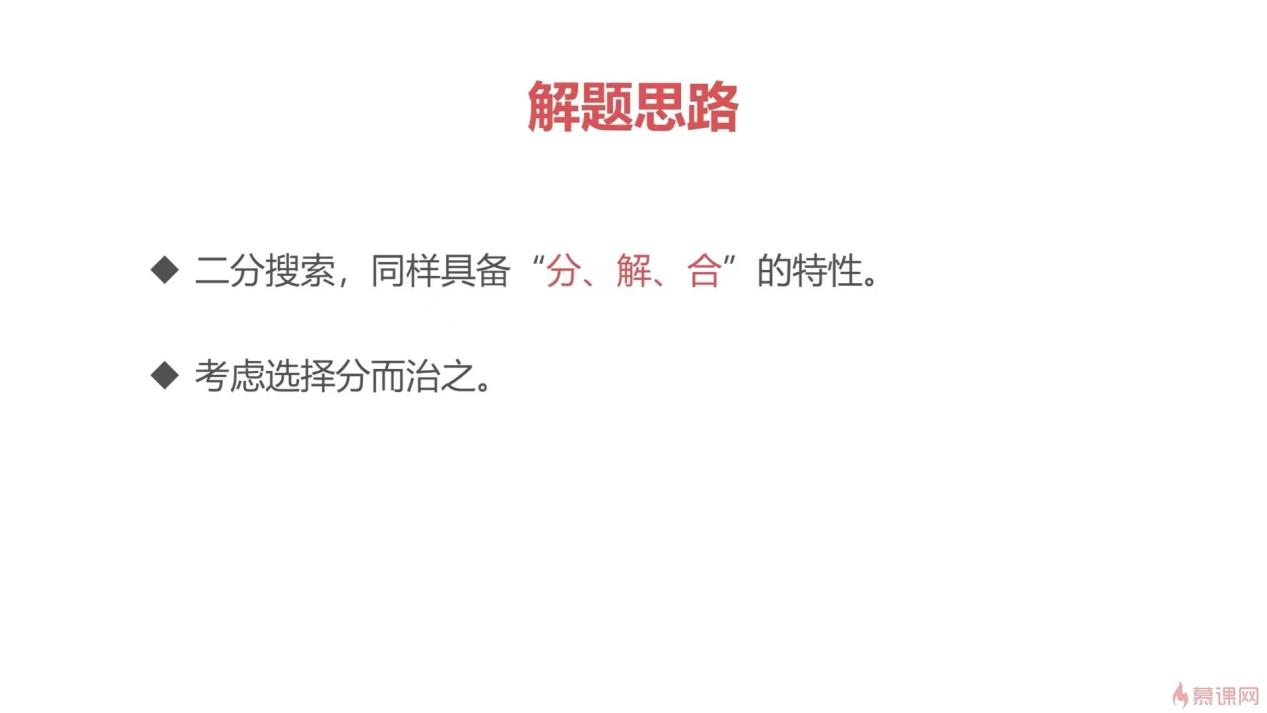 解题思路
◆ 二分搜索，同样具备“分、解、合”的特性。
◆ 考虑选择分而治之。
慕课网